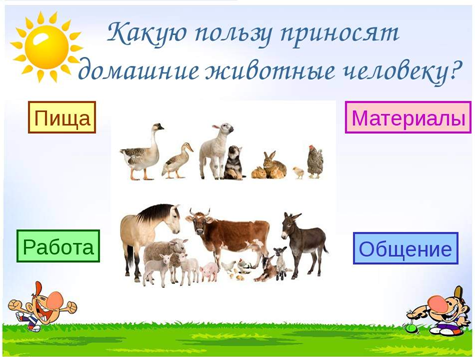 Какую пользу приносят
домашние животные человеку?
Пища
Материалы
Работа
Общение